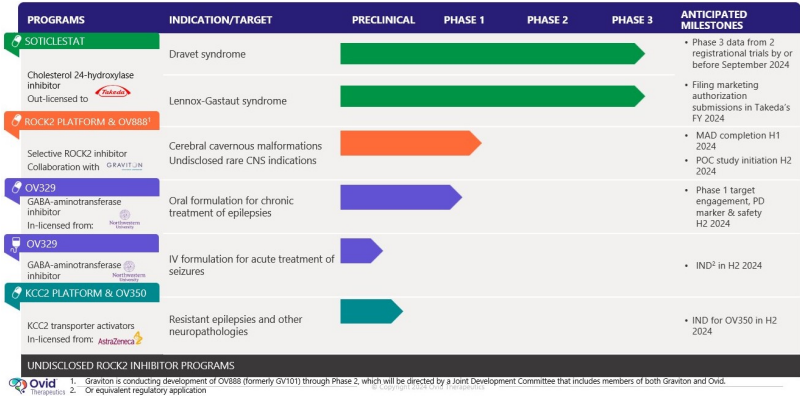 PROGRAMS
INDICATION/TARGET
PRECLINICAL
PHASE 1
PHASE 2
PHASE 3
ANTICIPATED
MILESTONES
SOTICLESTAT
Cholesterol 24-hydroxylase
inhibitor
Out-licensed to
Takeda
Dravet syndrome
• Phase 3 data from 2
registrational trials by or
before September 2024
Lennox-Gastaut syndrome
• Filing marketing
authorization
submissions in Takeda's
FY 2024
ROCK2 PLATFORM & OV888¹
Selective ROCK2 inhibitor
Collaboration with GRAVITON
Cerebral cavernous malformations
Undisclosed rare CNS indications
• MAD completion H1
2024
• POC study initiation H2
2024
OV329
GABA-aminotransferase
inhibitor
In-licensed from:
Northwestern
University
Oral formulation for chronic
treatment of epilepsies
• Phase 1 target
engagement, PD
marker & safety
H2 2024
OV329
GABA-aminotransferase
inhibitor
Northwestern
University
IV formulation for acute treatment of
seizures
• IND² in H2 2024
KCC2 PLATFORM & OV350
KCC2 transporter activators
In-licensed from: AstraZeneca
Resistant epilepsies and other
neuropathologies
• IND for OV350 in H2
2024
UNDISCLOSED ROCK2 INHIBITOR PROGRAMS
Ovid
Therapeutics
1. Graviton is conducting development of OV888 (formerly GV101) through Phase 2, which will be directed by a Joint Development Committee that includes members of both Graviton and Ovid.
2. Or equivalent regulatory application
© Copyright 2024 Ovid Therapeutics